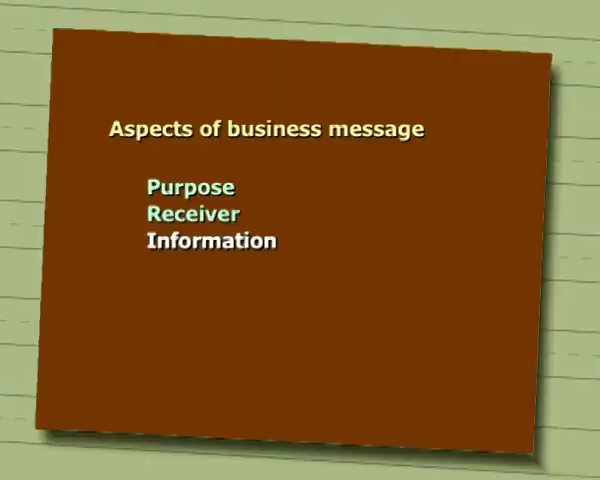 Aspects of business message
Purpose
Receiver
Information